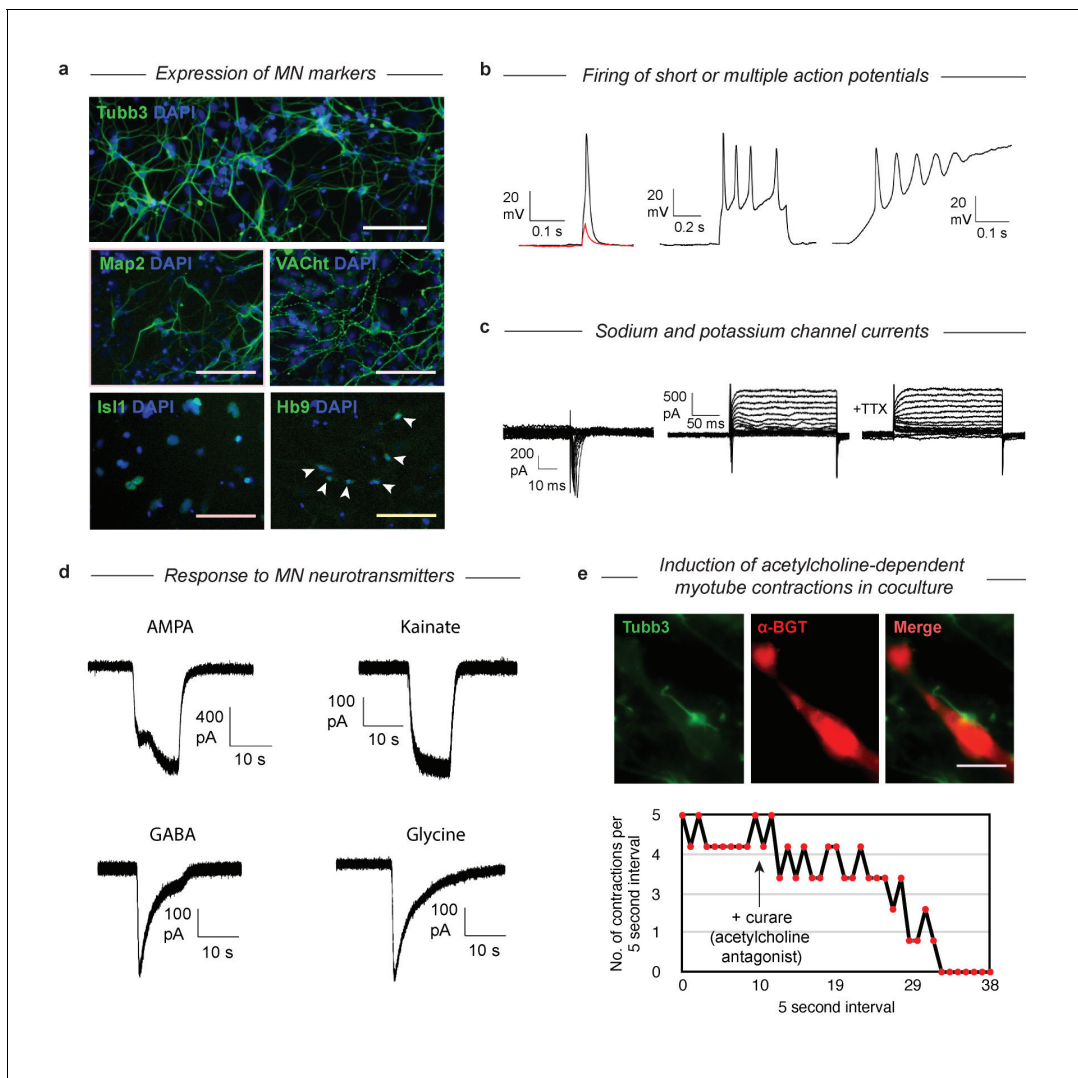 a
Expression of MN markers
Tubb3 DAPI
Map2 DAPI
VACht DAPI
Isl1 DAPI
Hb9 DAPI
b
Firing of short or multiple action potentials
20
mV
0.1 s
20
mV
0.2 s
20
mV
0.1 s
c
Sodium and potassium channel currents
200
pA
10 ms
500
pA
50 ms
+TTX
d
Response to MN neurotransmitters
AMPA
400
pA
10 s
Kainate
100
pA
10 s
GABA
100
pA
10 s
Glycine
100
pA
10 s
e
Induction of acetylcholine-dependent
myotube contractions in coculture
Tubb3
α-BGT
Merge
No. of contractions per
5 second interval
5
4
3
1
0
+ curare
(acetylcholine
antagonist)
0
10
19
29
38
5 second interval